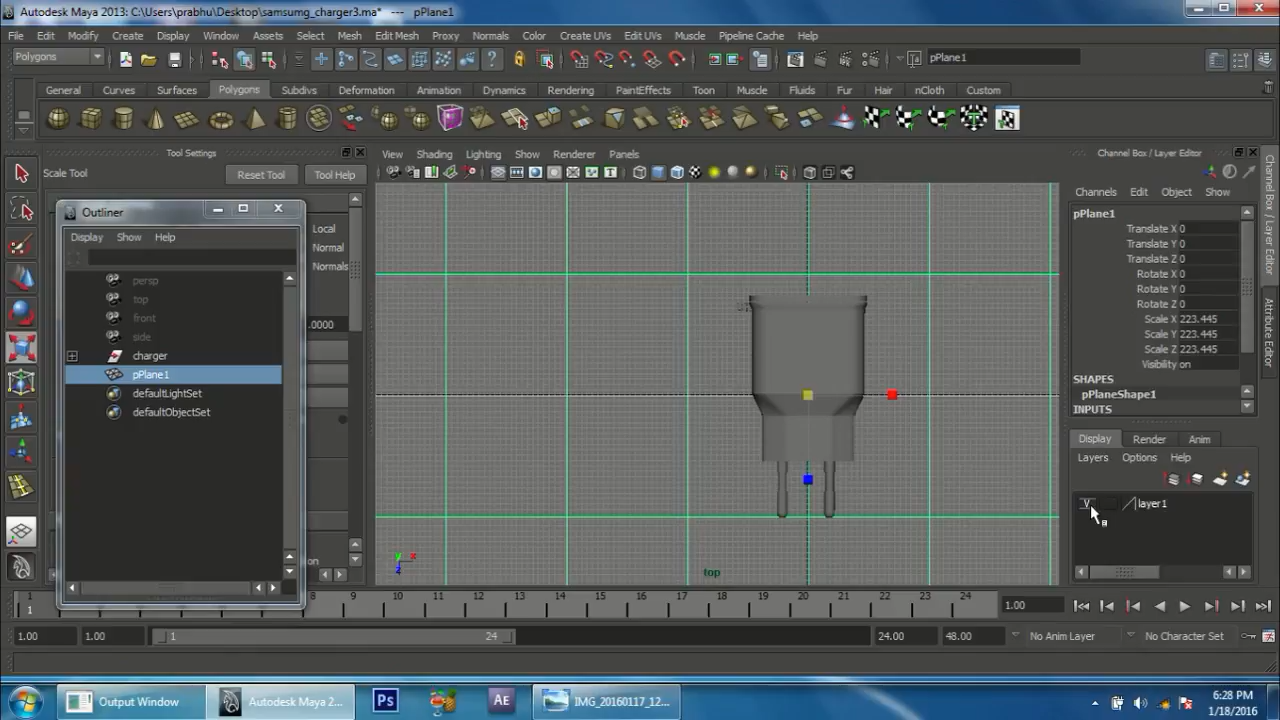 Autodesk Maya 2013: C:\Users\prabhu\Desktop\samsumg_charger3.ma* --- pPlane1
File Edit Modify Create Display Window Assets Select Mesh Edit Mesh Proxy Normals Color Create UVs Edit UVs Muscle Pipeline Cache Help
Polygons pPlane1
General Curves Surfaces Polygons Subdivs Deformation Animation Dynamics Rendering PaintEffects Toon Muscle Fluids Fur Hair nCloth Custom
Tool Settings
Scale Tool Reset Tool Tool Help
Local
Normal
Normals
.0000
Outliner
Display Show Help
persp
top
front
side
charger
pPlane1
defaultLightSet
defaultObjectSet
View Shading Lighting Show Renderer Panels
top
y x
z
Channel Box / Layer Editor
Channels Edit Object Show
pPlane1
Translate X 0
Translate Y 0
Translate Z 0
Rotate X 0
Rotate Y 0
Rotate Z 0
Scale X 223.445
Scale Y 223.445
Scale Z 223.445
Visibility on
SHAPES
pPlaneShape1
INPUTS
Display Render Anim
Layers Options Help
V layer1
Channel Box / Layer Editor
Attribute Editor
1 8 9 10 11 12 13 14 15 16 17 18 19 20 21 22 23 24
1 1.00
1.00 1.00 1 24 24.00 48.00 No Anim Layer No Character Set
Output Window Autodesk Maya 2... Ps AE IMG_20160117_12...
6:28 PM
1/18/2016